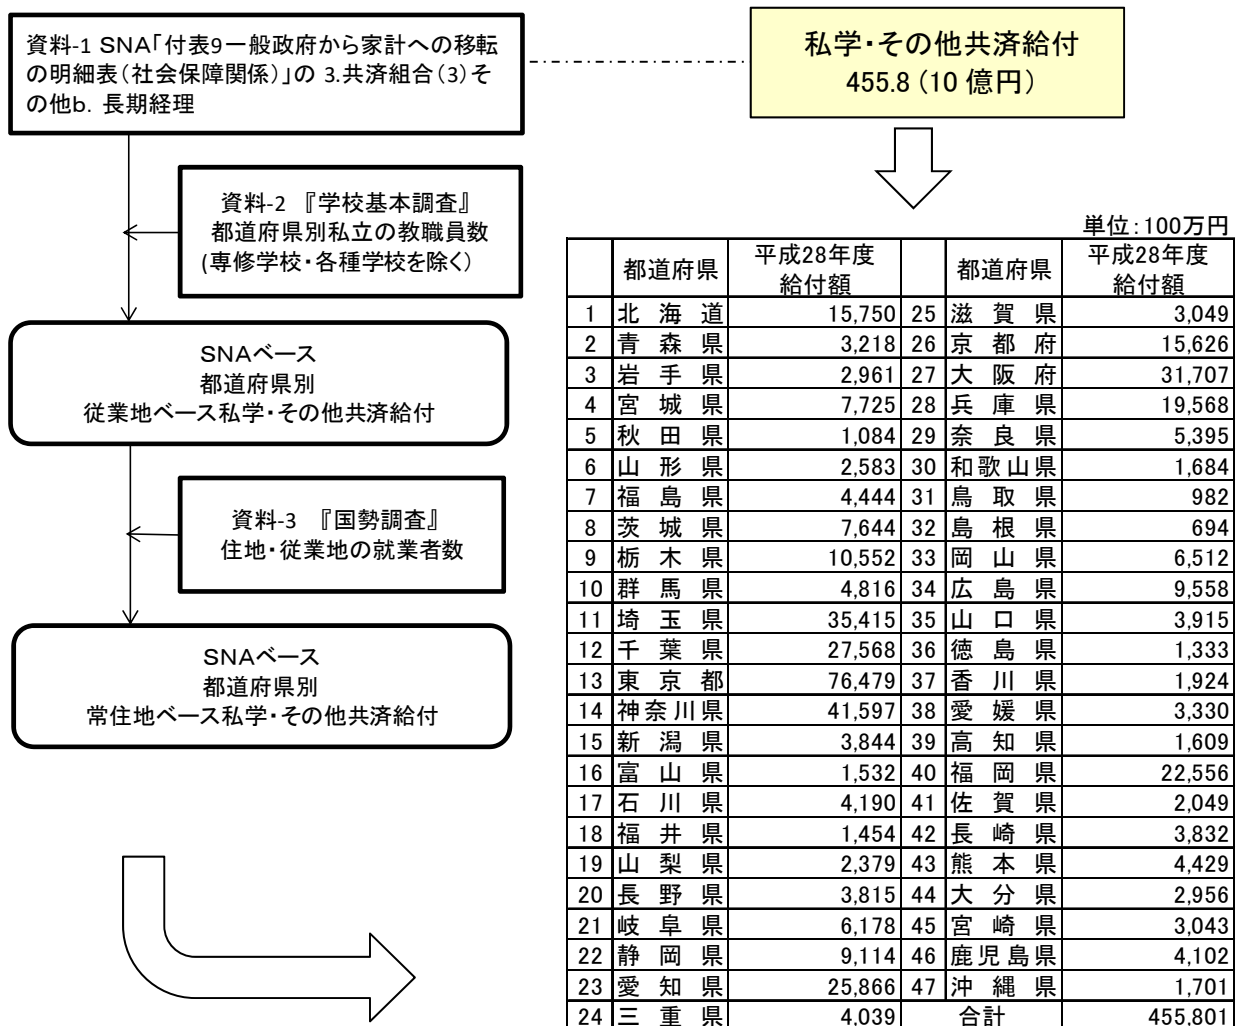 資料-1 SNA「付表9一般政府から家計への移転
の明細表(社会保障関係)」の 3.共済組合(3)そ
の他b. 長期経理
私学・その他共済給付
455.8(10 億円)
資料-2 『学校基本調査』
都道府県別私立の教職員数
(専修学校・各種学校を除く)
SNAベース
都道府県別
従業地ベース私学・その他共済給付
資料-3 『国勢調査』
住地・従業地の就業者数
SNAベース
都道府県別
常住地ベース私学・その他共済給付
単位:100万円
都道府県 平成28年度 給付額 都道府県 平成28年度 給付額
1 北海道 15,750 25 滋賀県 3,049
2 青森県 3,218 26 京都府 15,626
3 岩手県 2,961 27 大阪府 31,707
4 宮城県 7,725 28 兵庫県 19,568
5 秋田県 1,084 29 奈良県 5,395
6 山形県 2,583 30 和歌山県 1,684
7 福島県 4,444 31 鳥取県 982
8 茨城県 7,644 32 島根県 694
9 栃木県 10,552 33 岡山県 6,512
10 群馬県 4,816 34 広島県 9,558
11 埼玉県 35,415 35 山口県 3,915
12 千葉県 27,568 36 徳島県 1,333
13 東京都 76,479 37 香川県 1,924
14 神奈川県 41,597 38 愛媛県 3,330
15 新潟県 3,844 39 高知県 1,609
16 富山県 1,532 40 福岡県 22,556
17 石川県 4,190 41 佐賀県 2,049
18 福井県 1,454 42 長崎県 3,832
19 山梨県 2,379 43 熊本県 4,429
20 長野県 3,815 44 大分県 2,956
21 岐阜県 6,178 45 宮崎県 3,043
22 静岡県 9,114 46 鹿児島県 4,102
23 愛知県 25,866 47 沖縄県 1,701
24 三重県 4,039 合計 455,801